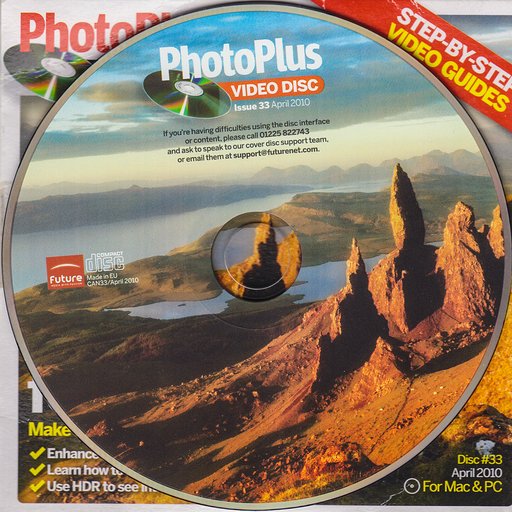 PhotoPl
STEP-BY-STEP
VIDEO GUIDES
PhotoPlus
VIDEO DISC
Issue 33 April 2010
If you're having difficulties using the disc interface
or content, please call 01225 822743
and ask to speak to our cover disc support team,
or email them at support@futurenet.com.
future
COMPACT
disc
Made in EU
CAN33/April 2010
Make
Enhance
Learn how to
Use HDR to see in
Disc #33
April 2010
For Mac & PC